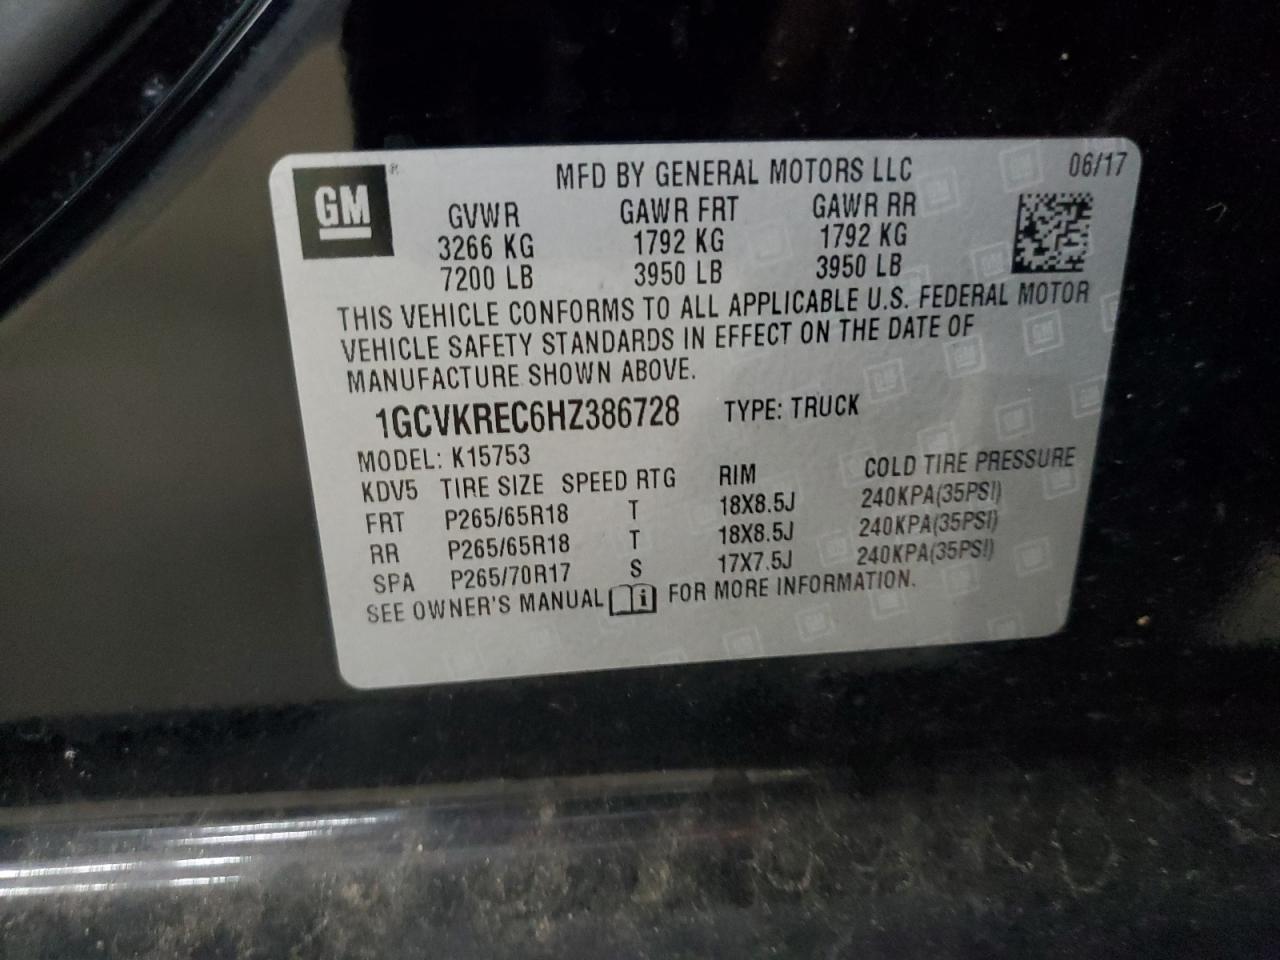 GM ®
MFD BY GENERAL MOTORS LLC 06/17
GVWR GAWR FRT GAWR RR
3266 KG 1792 KG 1792 KG
7200 LB 3950 LB 3950 LB
THIS VEHICLE CONFORMS TO ALL APPLICABLE U.S. FEDERAL MOTOR
VEHICLE SAFETY STANDARDS IN EFFECT ON THE DATE OF
MANUFACTURE SHOWN ABOVE.
1GCVKREC6HZ386728 TYPE: TRUCK
MODEL: K15753
KDV5 TIRE SIZE SPEED RTG RIM COLD TIRE PRESSURE
FRT P265/65R18 T 18X8.5J 240KPA(35PSI)
RR P265/65R18 T 18X8.5J 240KPA(35PSI)
SPA P265/70R17 S 17X7.5J 240KPA(35PSI)
SEE OWNER'S MANUAL i FOR MORE INFORMATION.